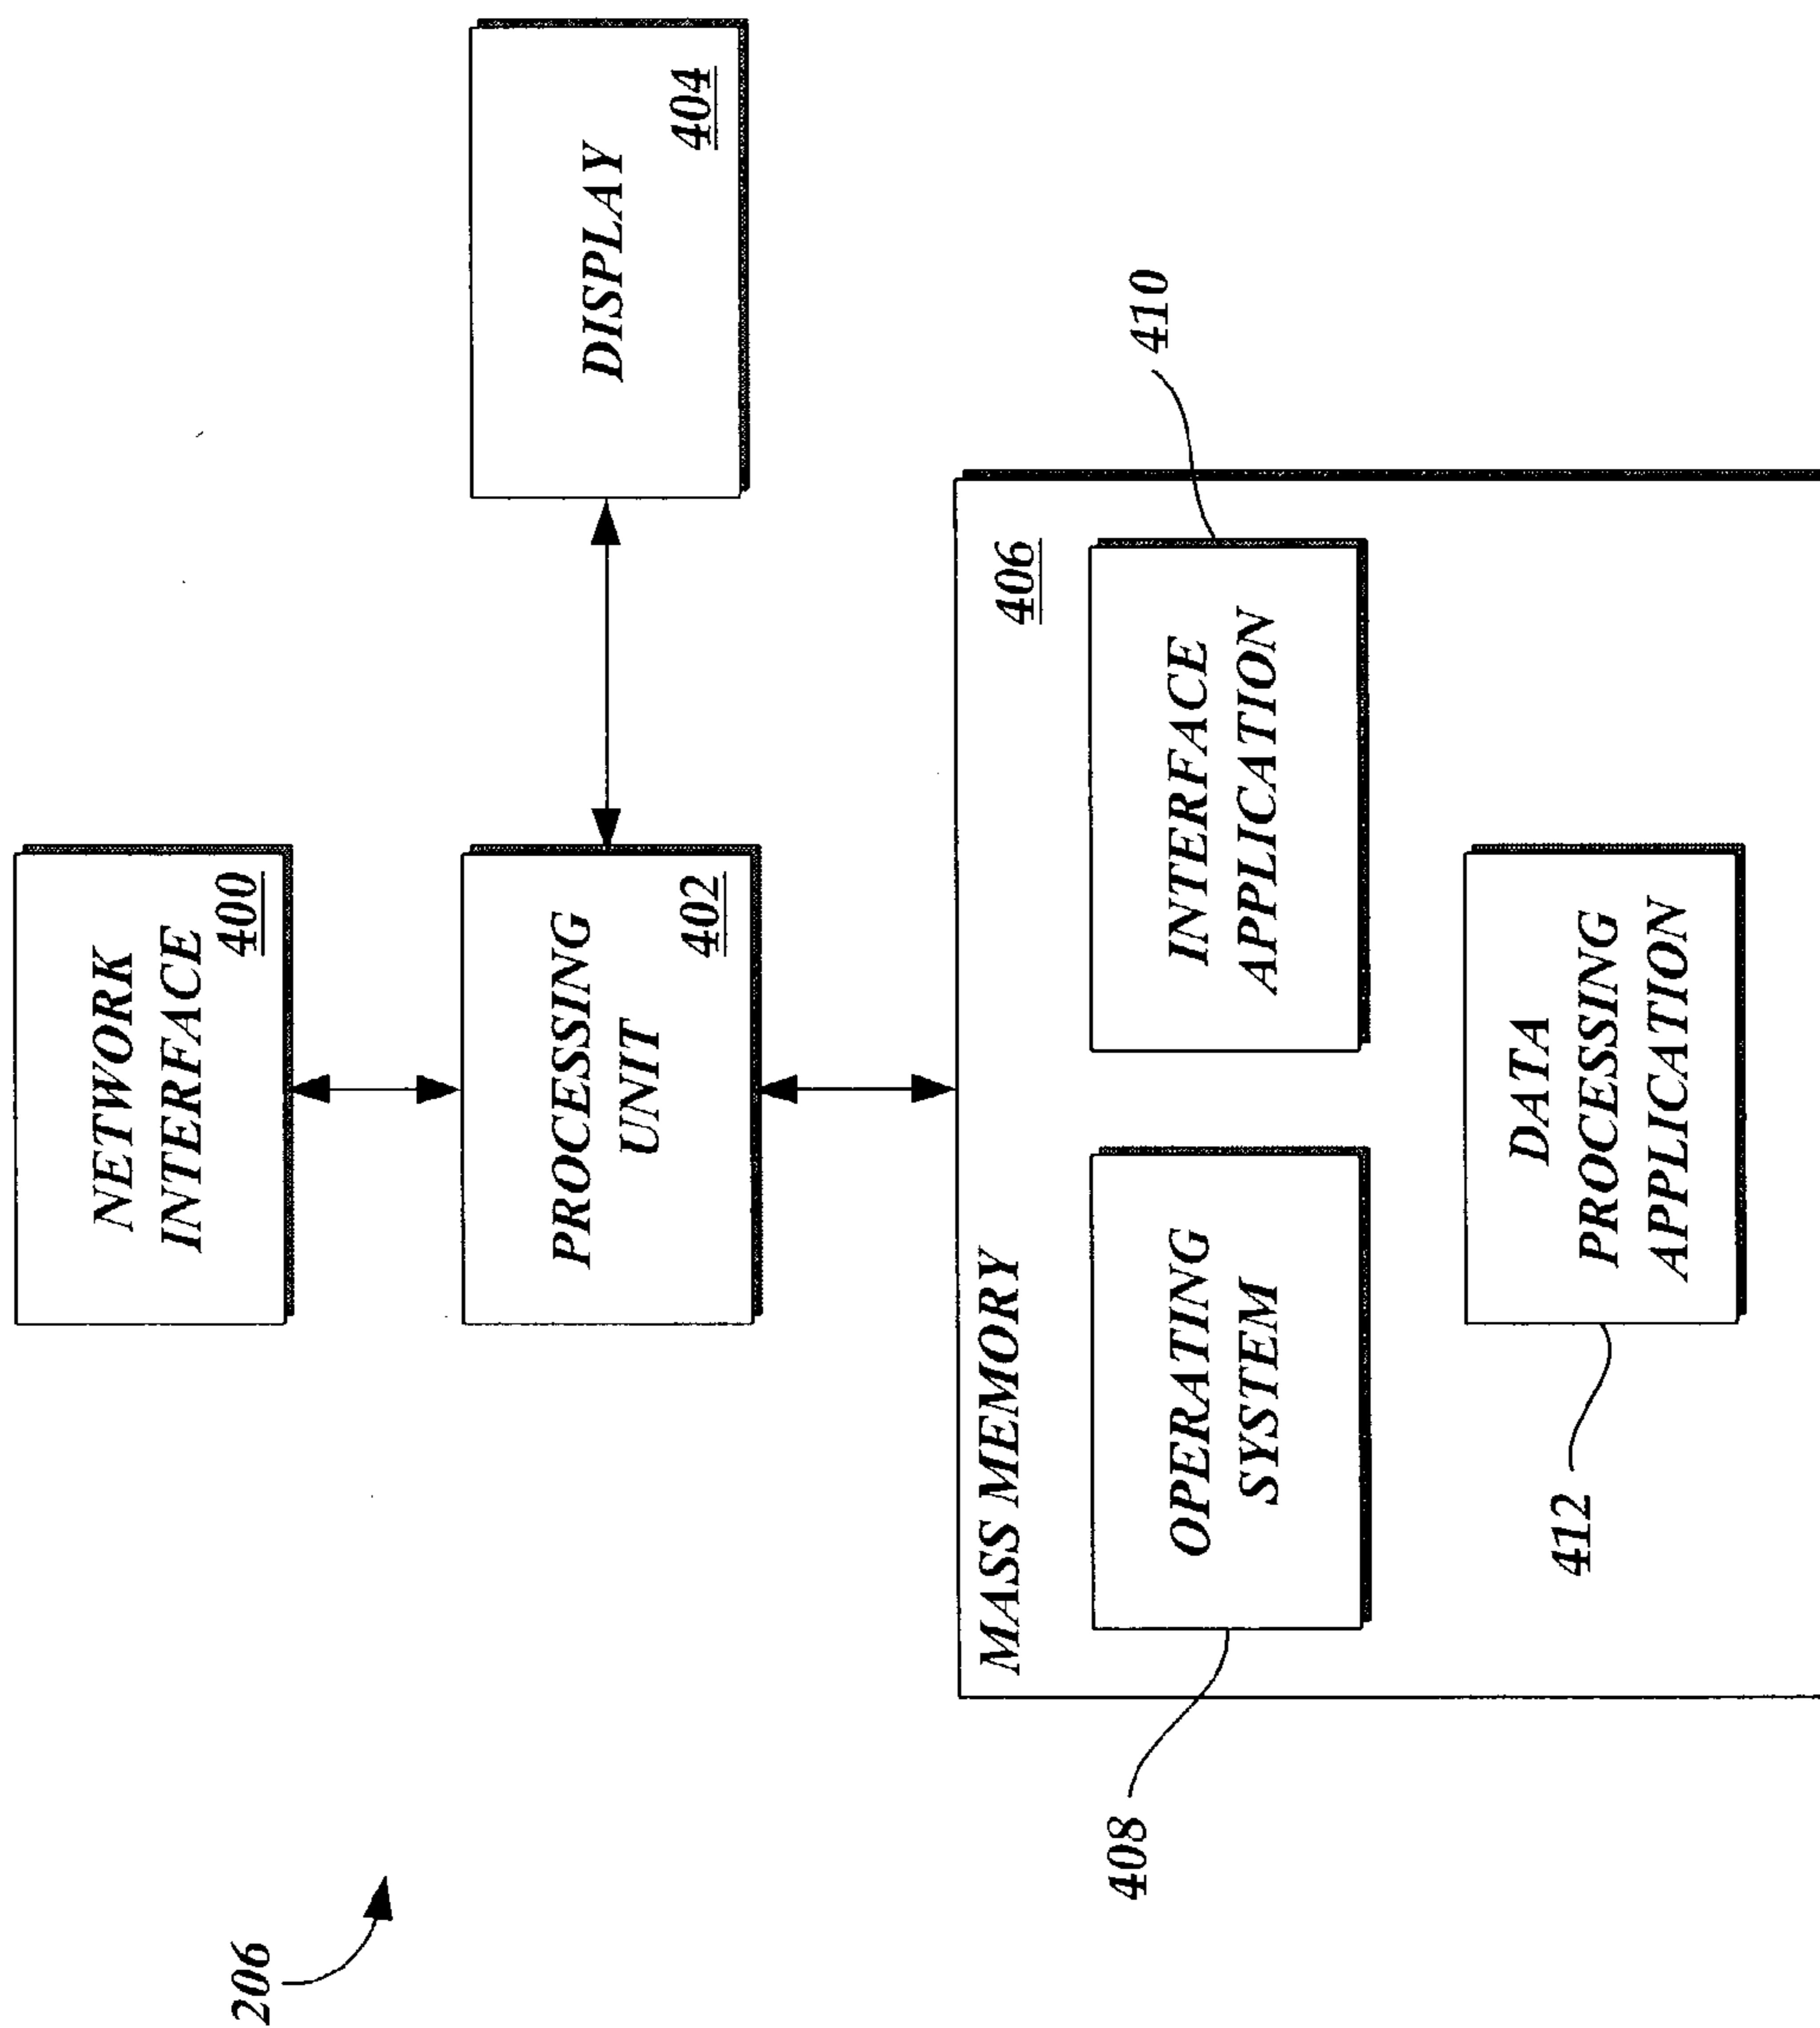 206
NETWORK
INTERFACE
400
PROCESSING
UNIT
402
DISPLAY
404
MASS MEMORY
406
OPERATING
SYSTEM
408
INTERFACE
APPLICATION
410
DATA
PROCESSING
APPLICATION
412